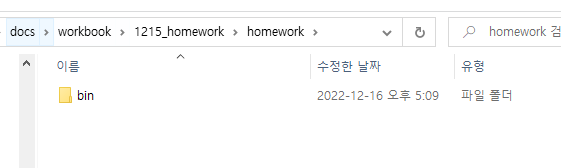 docs > workbook > 1215_homework > homework >
homework 검
이름 수정한 날짜 유형
bin 2022-12-16 오후 5:09 파일 폴더